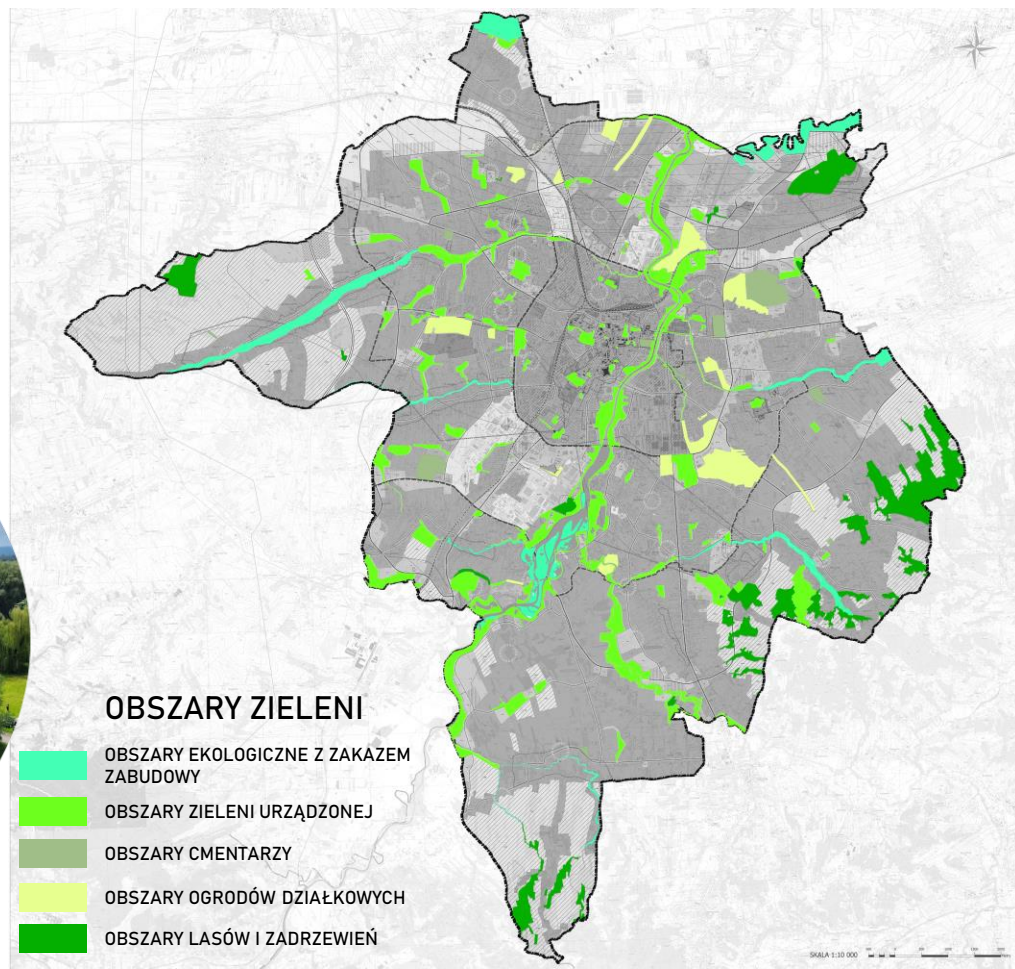 OBSZARY ZIELENI
OBSZARY EKOLOGICZNE Z ZAKAZEM
ZABUDOWY
OBSZARY ZIELENI URZĄDZONEJ
OBSZARY CMENTARZY
OBSZARY OGRODÓW DZIAŁKOWYCH
OBSZARY LASÓW I ZADRZEWIEŃ
SKALA 1:10 000